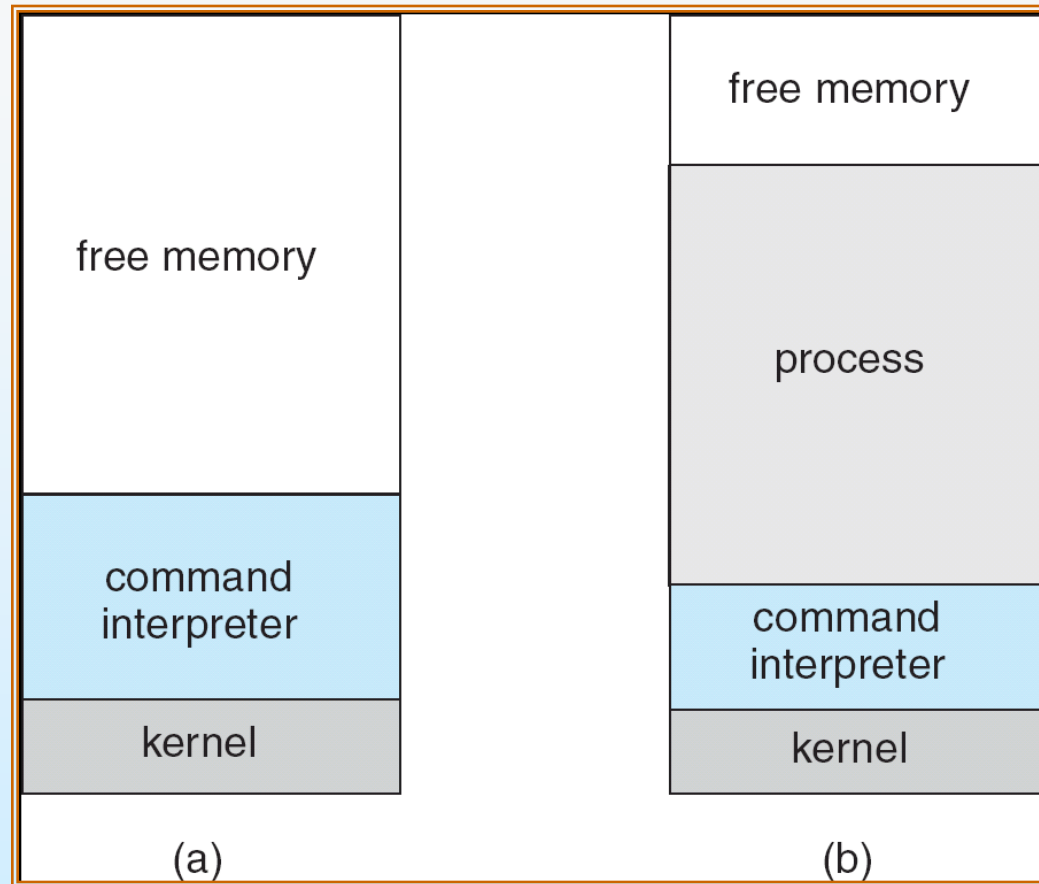 free memory
command
interpreter
kernel
(a)
free memory
process
command
interpreter
kernel
(b)